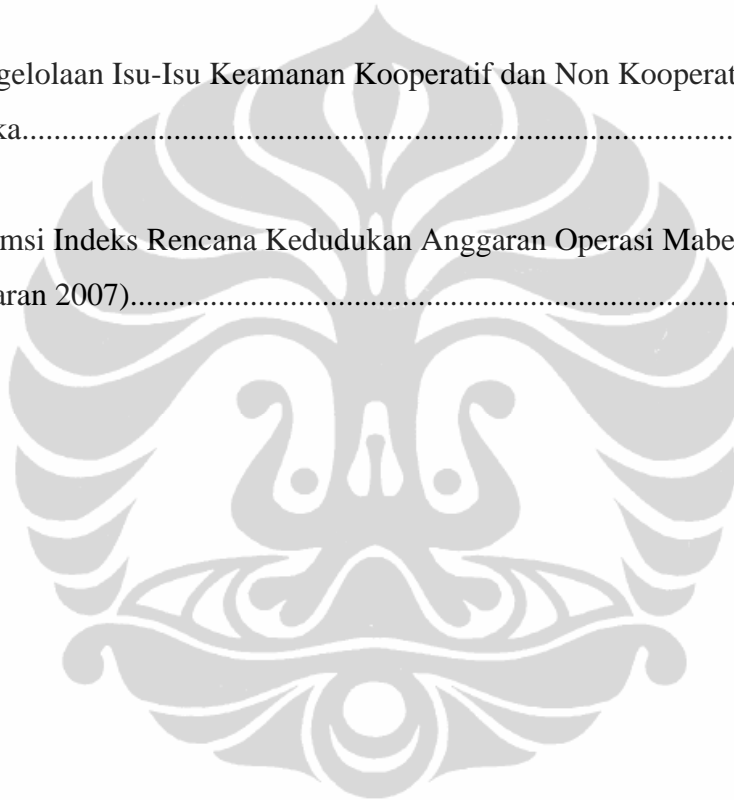 gelolaan Isu-Isu Keamanan Kooperatif dan Non Kooperat
ka....................................................................................
msi Indeks Rencana Kedudukan Anggaran Operasi Mabe
aran 2007)......................................................................